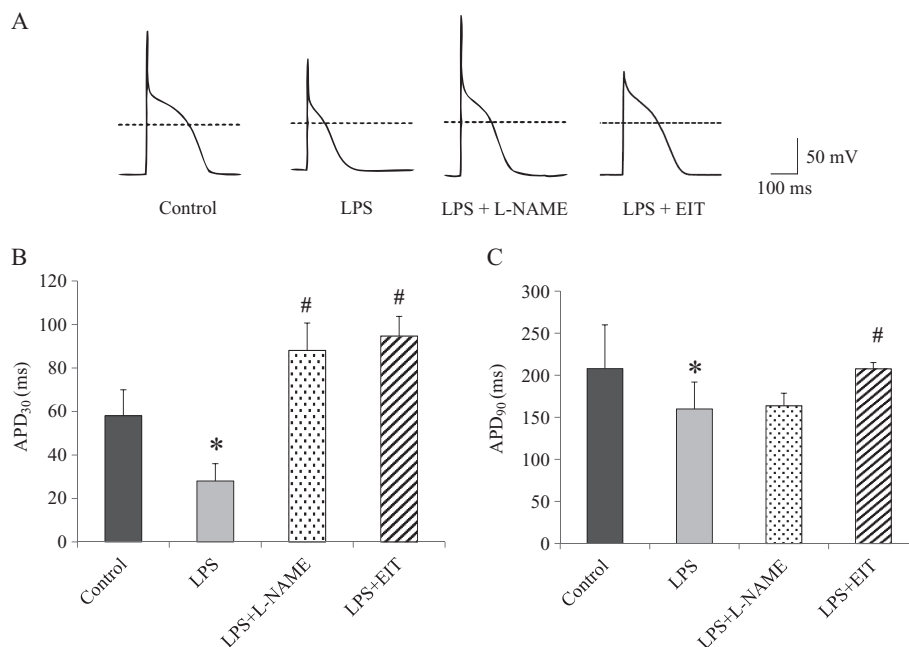 A
Control
LPS
LPS + L-NAME
LPS + EIT
50 mV
100 ms
B
APD30 (ms)
120
100
80
60
40
20
0
*
#
#
Control
LPS
LPS+L-NAME
LPS+EIT
C
APD90 (ms)
300
250
200
150
100
50
0
*
#
Control
LPS
LPS+L-NAME
LPS+EIT